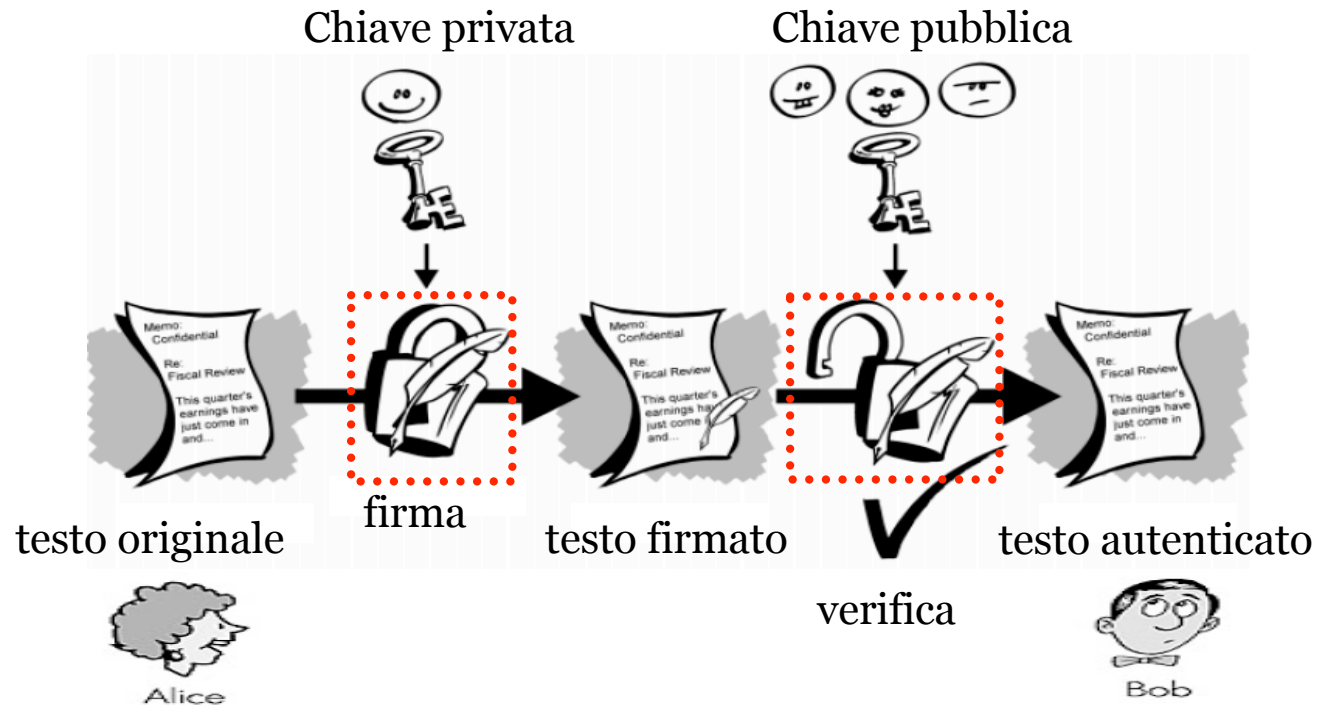 Chiave privata
Chiave pubblica
Memo:
Confidential
Re:
Fiscal Review
This quarter's
earnings have
just come in
and...
Memo:
Confidential
Re:
Fiscal Review
This quarter's
earnings have
just come in
and...
Memo:
Confidential
Re:
Fiscal Review
This quarter's
earnings have
just come in
and...
testo originale
firma
testo firmato
verifica
testo autenticato
Alice
Bob